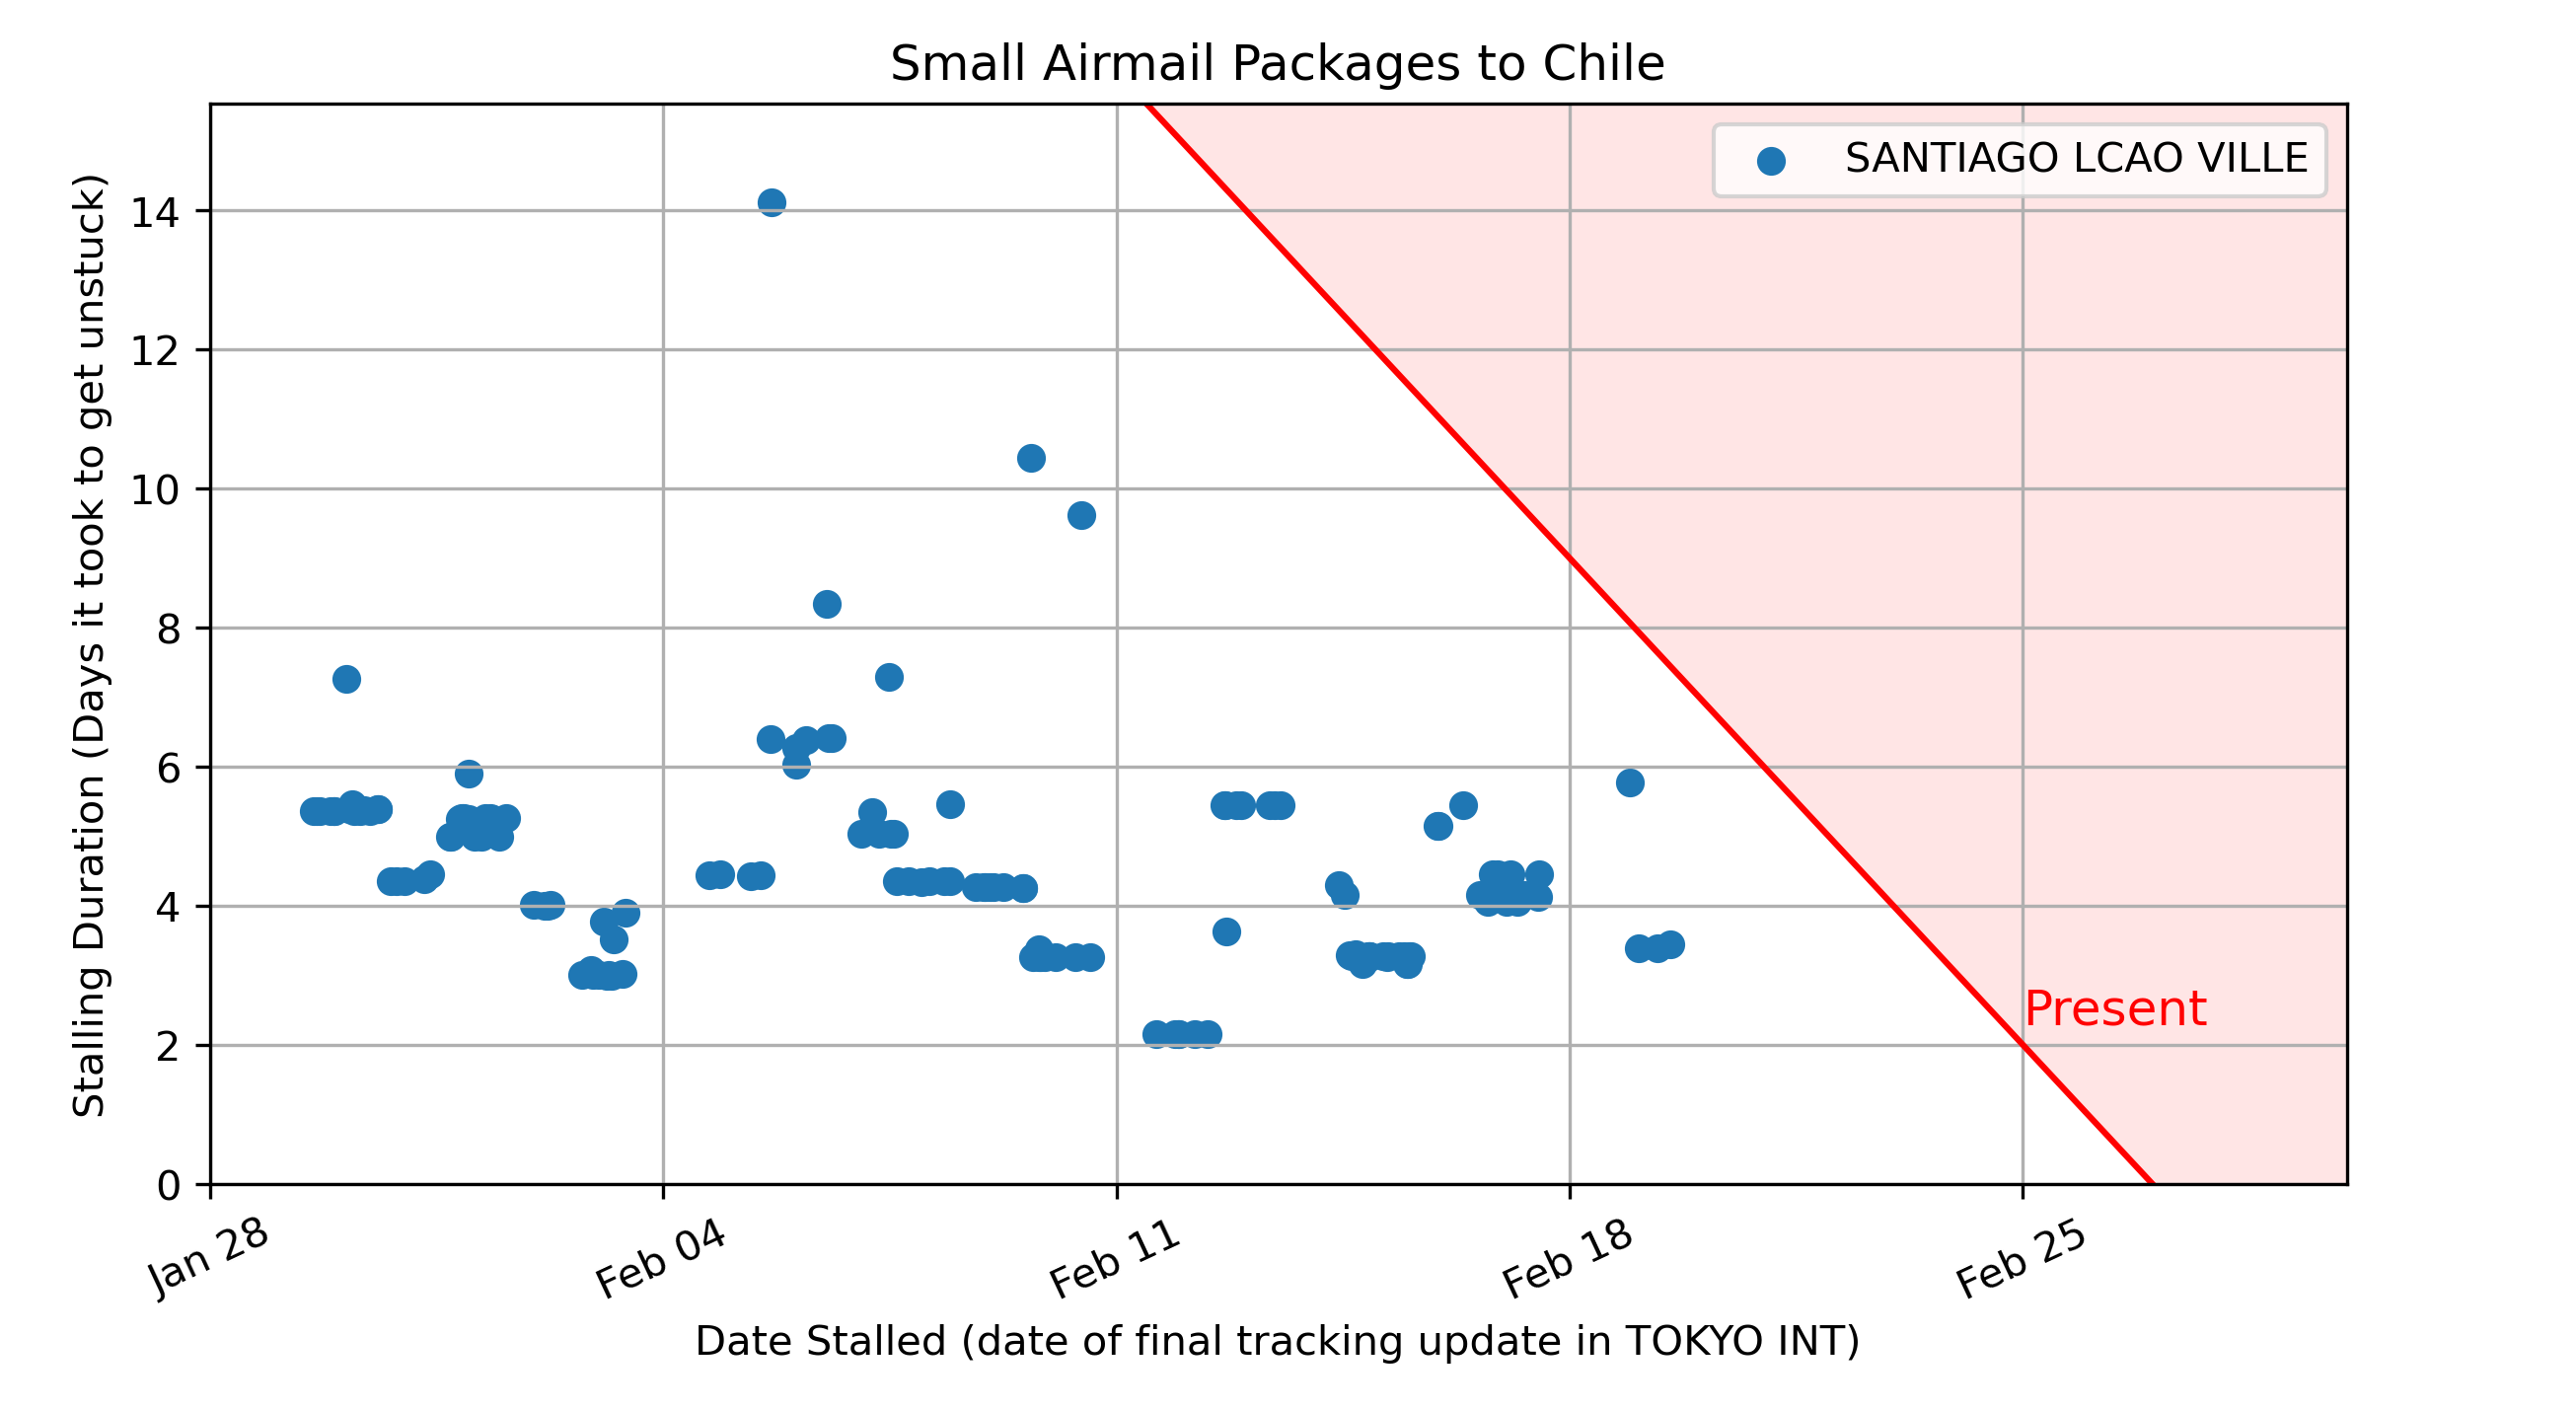 Small Airmail Packages to Chile
SANTIAGO LCAO VILLE
Stalling Duration (Days it took to get unstuck)
14
12
10
8
6
4
2
0
Present
Jan 28
Feb 04
Feb 11
Feb 18
Feb 25
Date Stalled (date of final tracking update in TOKYO INT)